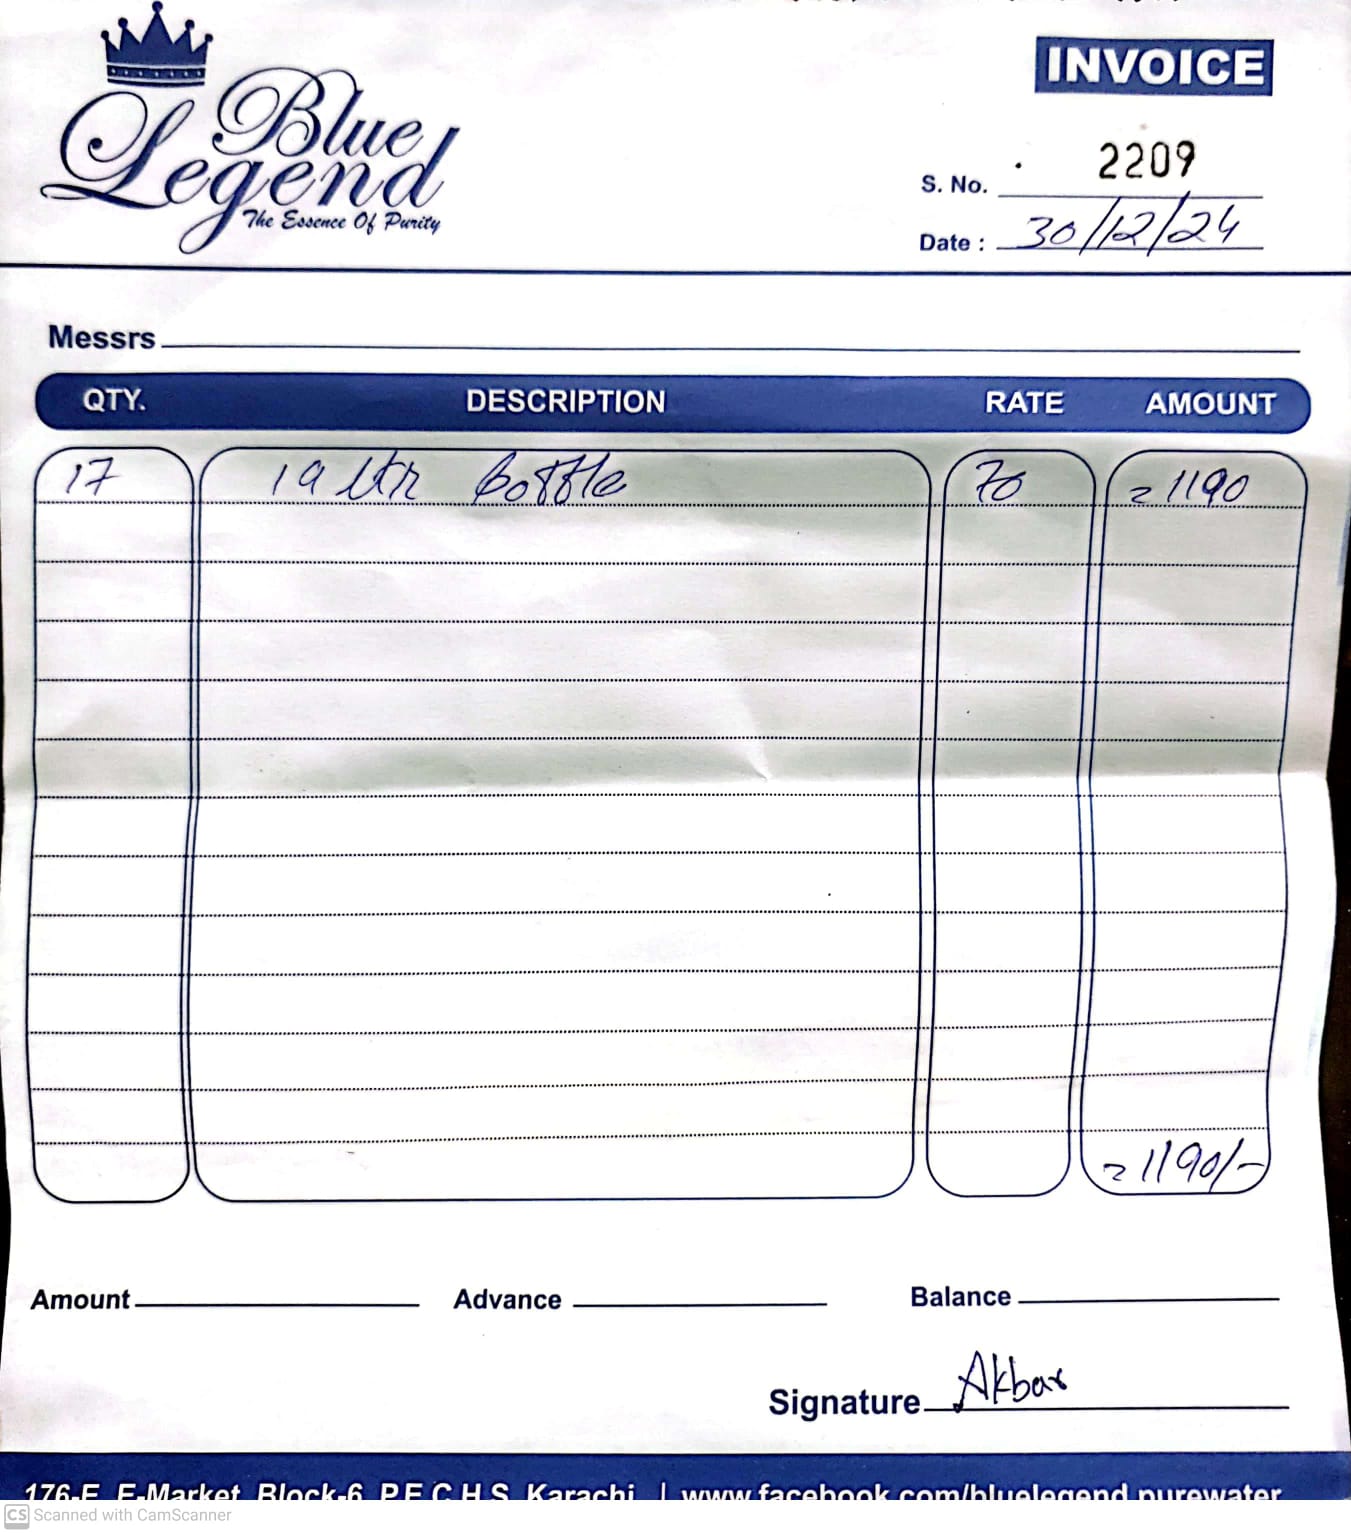 Blue
Legend
The Essence Of Purity
INVOICE
S. No. 2209
Date : 30/12/24
Messrs
QTY. DESCRIPTION RATE AMOUNT
17 19 ltr bottle 70 = 1190
= 1190/-
Amount Advance Balance
Signature Akbar
176-E, E-Market, Block-6, P.E.C.H.S, Karachi. | www.facebook.com/bluelegend.purewater
CS Scanned with CamScanner